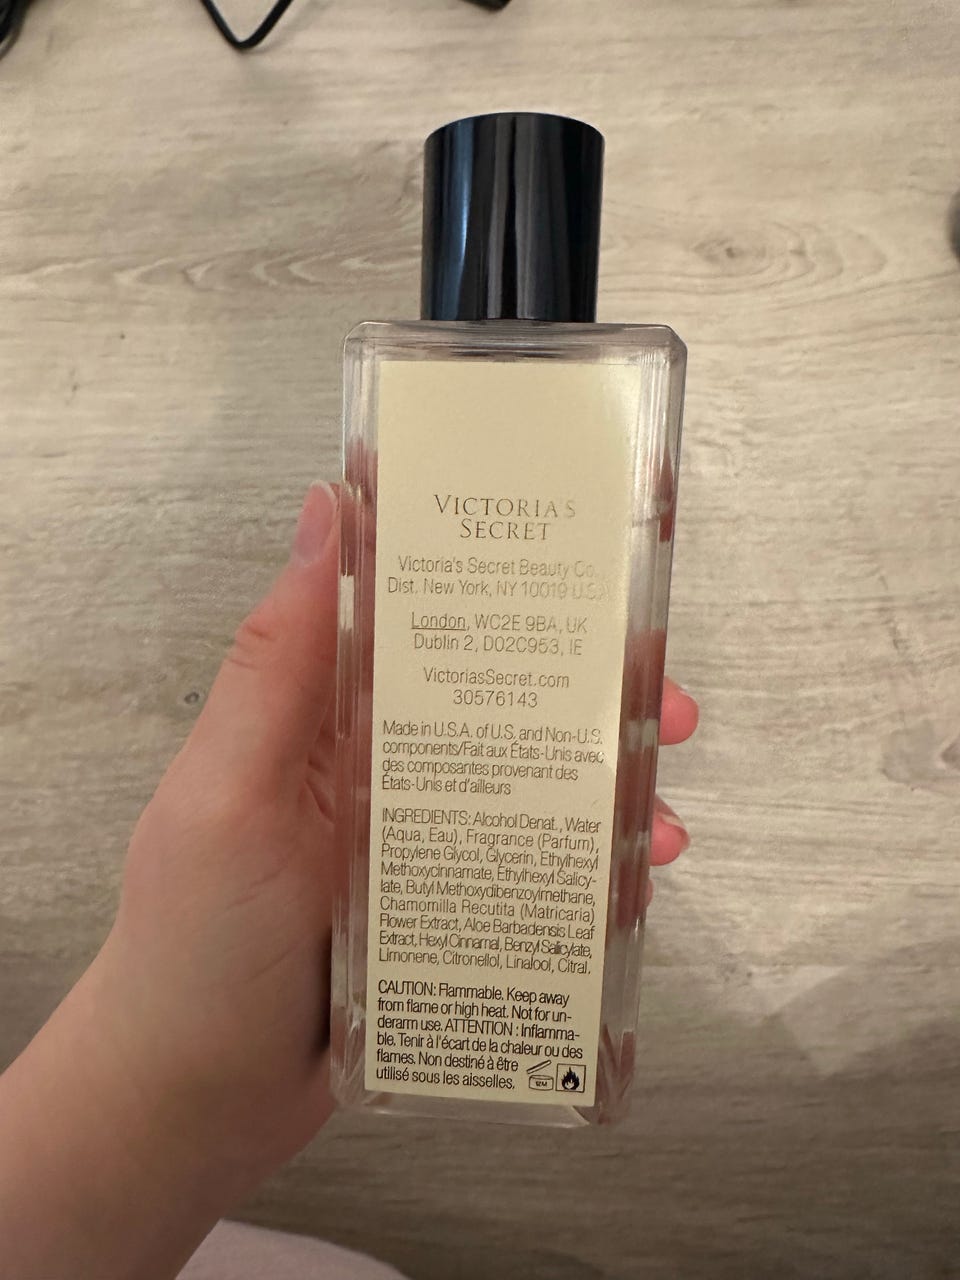 VICTORIA'S
SECRET
Victoria's Secret Beauty Co.
Dist. New York, NY 10019 U.S.A.
London, WC2E 9BA, UK
Dublin 2, D02C953, IE
VictoriasSecret.com
30576143
Made in U.S.A. of U.S. and Non-U.S.
components/Fait aux États-Unis avec
des composantes provenant des
États-Unis et d'ailleurs
INGREDIENTS: Alcohol Denat., Water
(Aqua, Eau), Fragrance (Parfum),
Propylene Glycol, Glycerin, Ethylhexyl
Methoxycinnamate, Ethylhexyl Salicy-
late, Butyl Methoxydibenzoylmethane,
Chamomilla Recutita (Matricaria)
Flower Extract, Aloe Barbadensis Leaf
Extract, Hexyl Cinnamal, Benzyl Salicylate,
Limonene, Citronellol, Linalool, Citral.
CAUTION: Flammable. Keep away
from flame or high heat. Not for un-
derarm use. ATTENTION : Inflamma-
ble. Tenir à l'écart de la chaleur ou des
flames. Non destiné à être
utilisé sous les aisselles.
12M